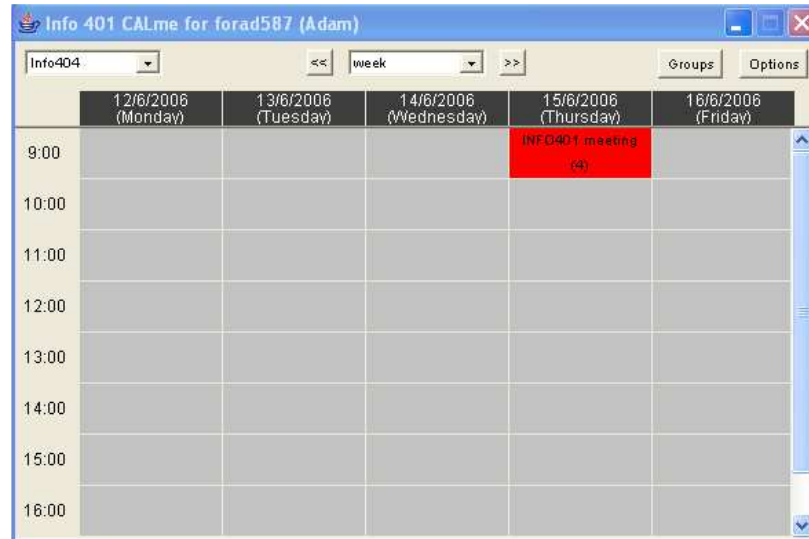 Info 401 CALme for forad587 (Adam)
Info404 << week >> Groups Options
12/6/2006 13/6/2006 14/6/2006 15/6/2006 16/6/2006
(Monday) (Tuesday) (Wednesday) (Thursday) (Friday)
9:00 INFO401 meeting
(4)
10:00
11:00
12:00
13:00
14:00
15:00
16:00